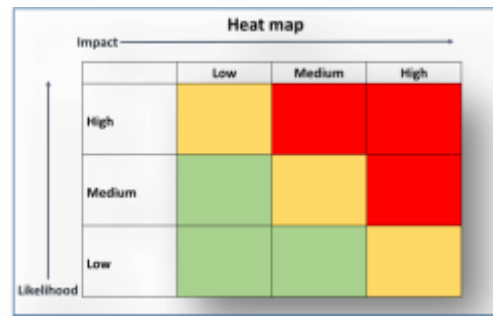 Heat map
Impact
Low Medium High
High
Medium
Low
Likelihood